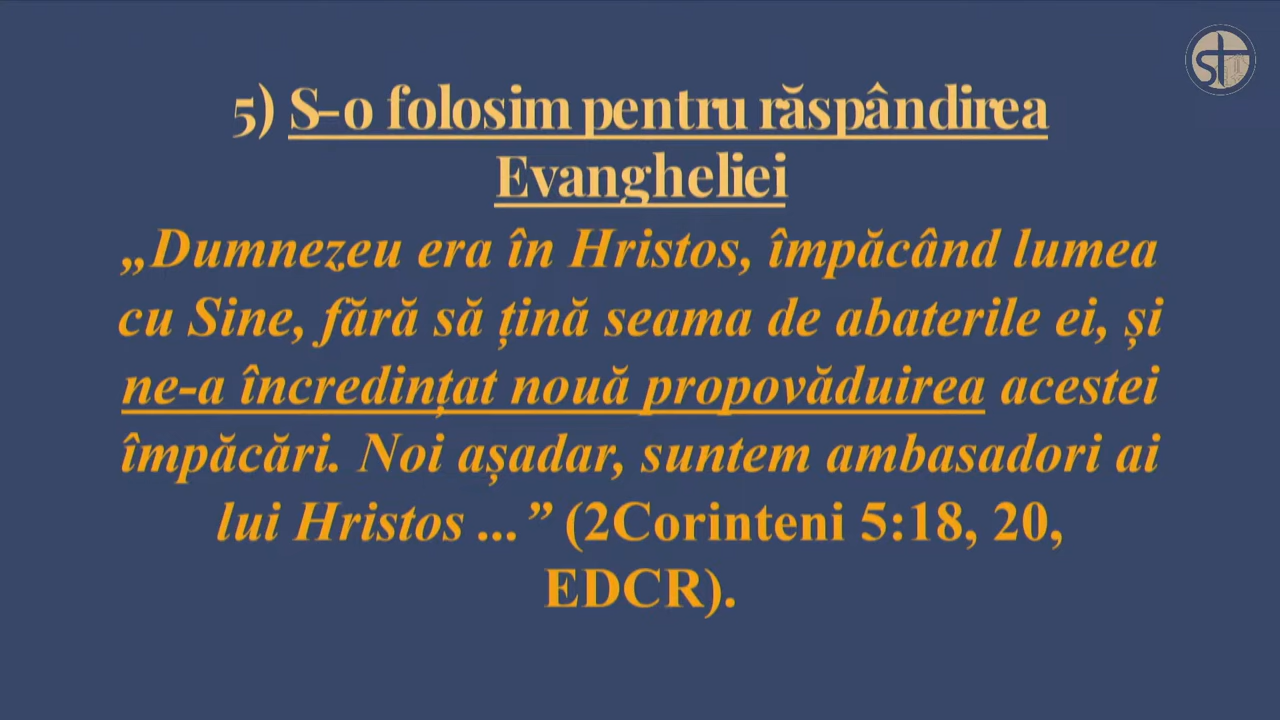 5) S-o folosim pentru răspândirea
Evangheliei
„Dumnezeu era în Hristos, împăcând lumea
cu Sine, fără să țină seama de abaterile ei, și
ne-a încredințat nouă propovăduirea acestei
împăcări. Noi așadar, suntem ambasadori ai
lui Hristos ...” (2Corinteni 5:18, 20,
EDCR).